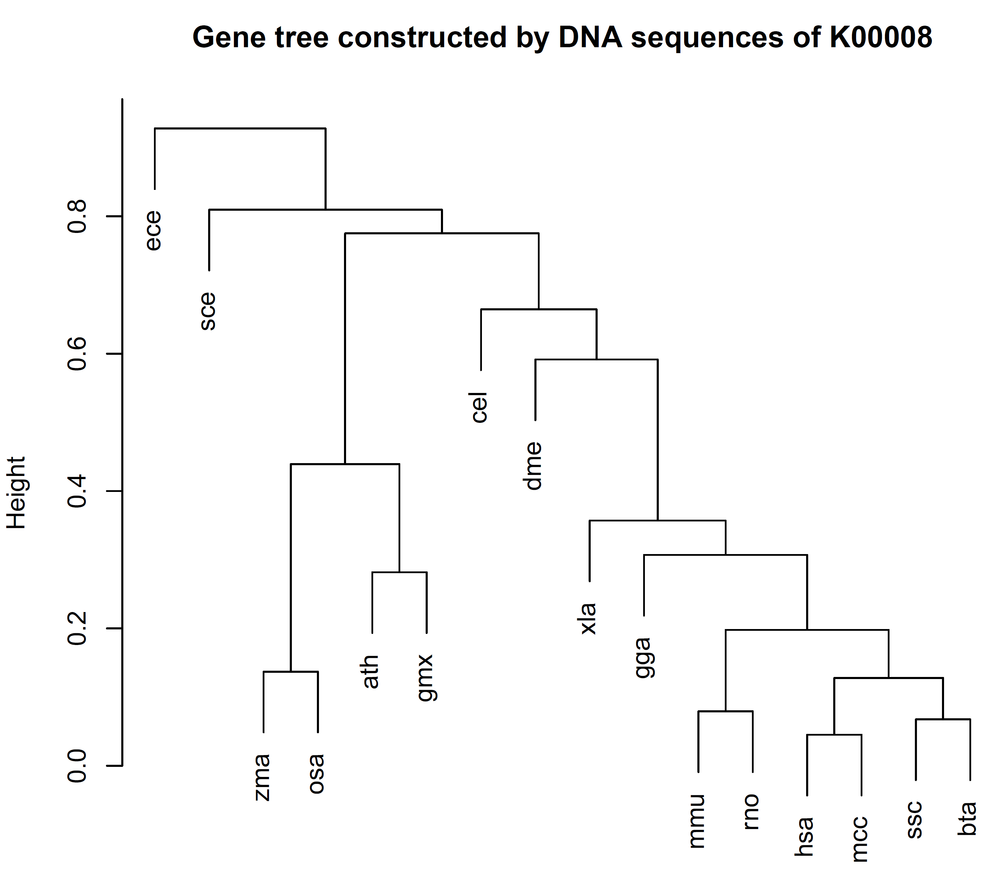 Gene tree constructed by DNA sequences of K00008
Height
0.8
0.6
0.4
0.2
0.0
ece
sce
zma
osa
ath
gmx
cel
dme
xla
gga
mmu
rno
hsa
mcc
ssc
bta